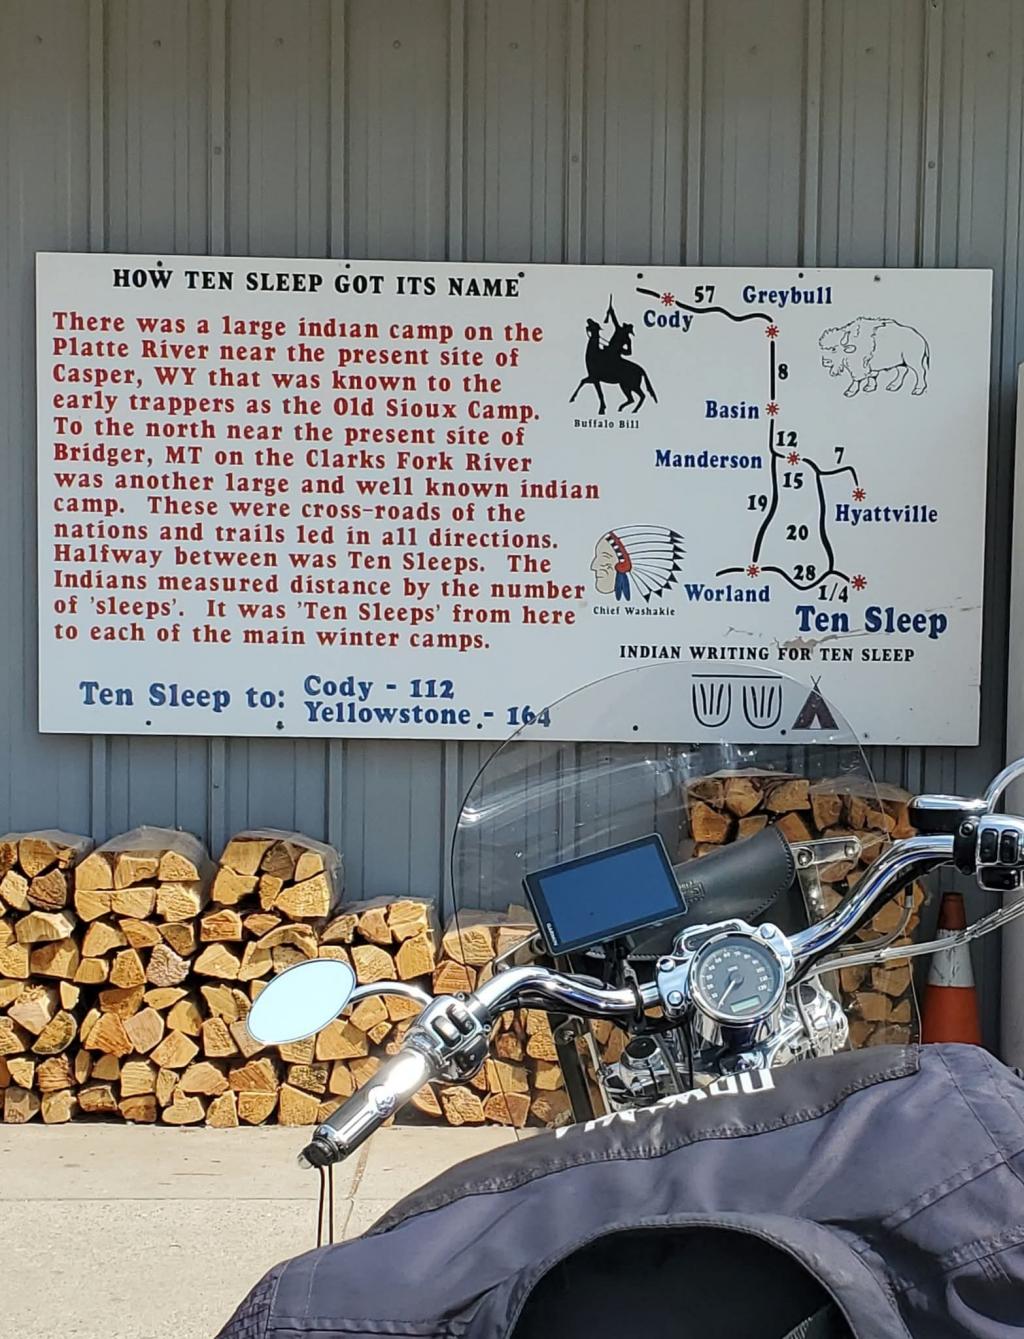 HOW TEN SLEEP GOT ITS NAME
There was a large indian camp on the
Platte River near the present site of
Casper, WY that was known to the
early trappers as the Old Sioux Camp.
To the north near the present site of
Bridger, MT on the Clarks Fork River
was another large and well known indian
camp. These were cross-roads of the
nations and trails led in all directions.
Halfway between was Ten Sleeps. The
Indians measured distance by the number
of 'sleeps'. It was 'Ten Sleeps' from here
to each of the main winter camps.
Ten Sleep to: Cody - 112
Yellowstone - 164
Buffalo Bill
Chief Washakie
57
Greybull
Cody
8
Basin
12
Manderson
7
15
19
Hyattville
20
28
Worland
1/4
Ten Sleep
INDIAN WRITING FOR TEN SLEEP
GARMIN